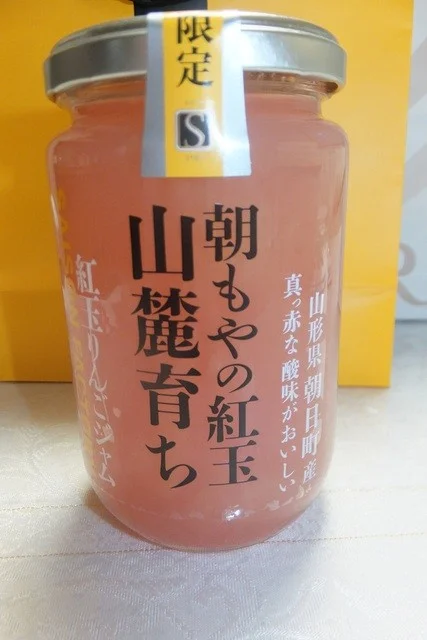 限定
S
山形県 朝日町産
真っ赤な酸味がおいしい
朝もやの紅玉
山麓育ち
紅玉りんごジャム
R